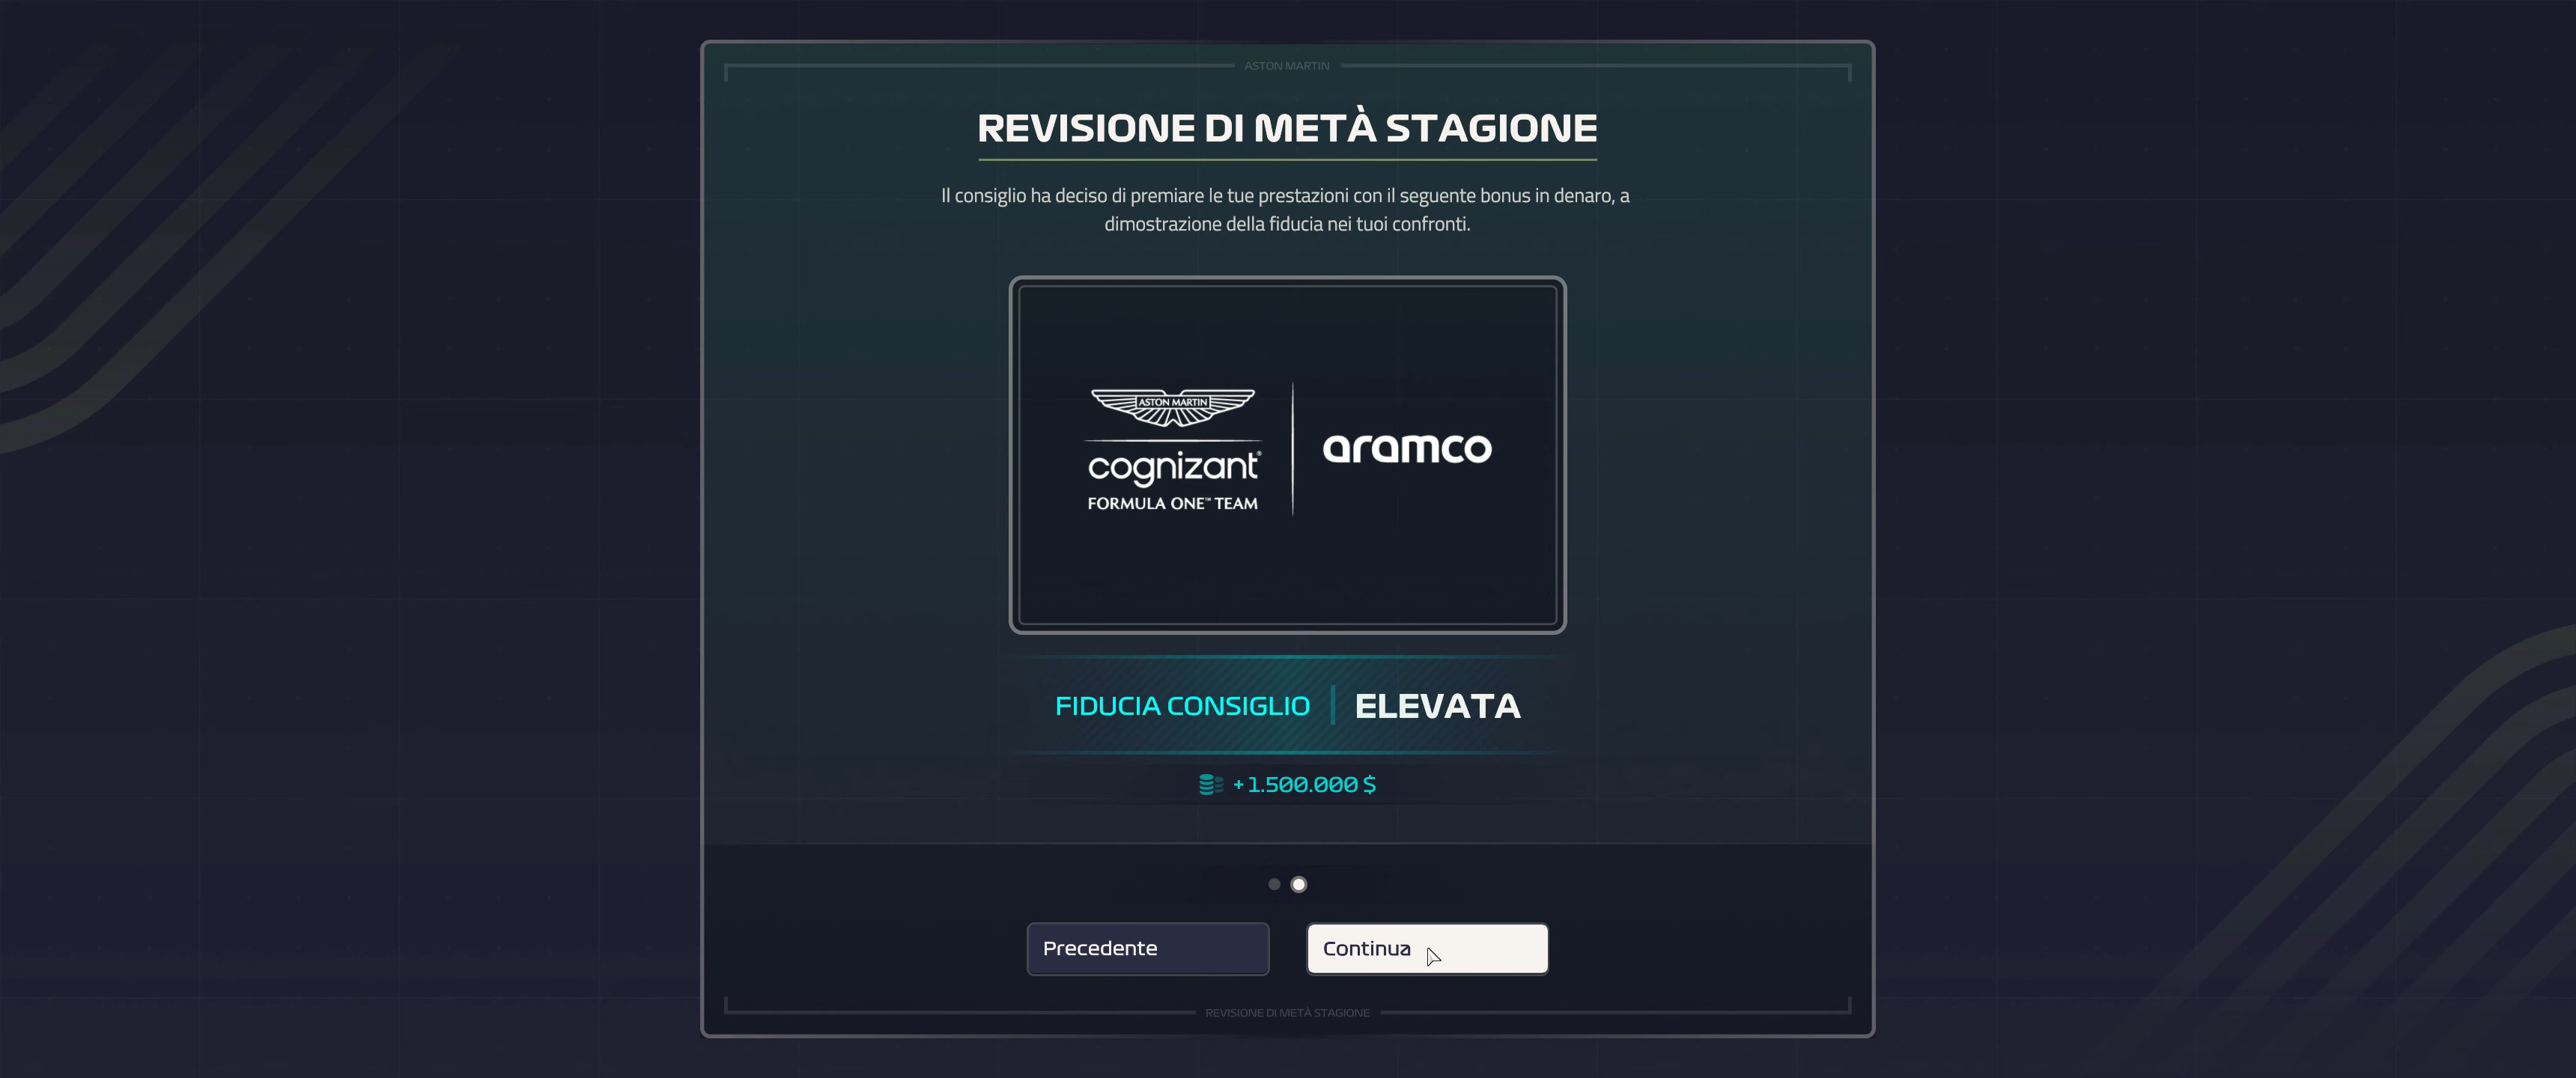 ASTON MARTIN
REVISIONE DI METÀ STAGIONE
Il consiglio ha deciso di premiare le tue prestazioni con il seguente bonus in denaro, a
dimostrazione della fiducia nei tuoi confronti.
ASTON MARTIN
cognizant®
FORMULA ONE™ TEAM
aramco
FIDUCIA CONSIGLIO ELEVATA
+ 1.500.000 $
Precedente
Continua
REVISIONE DI METÀ STAGIONE